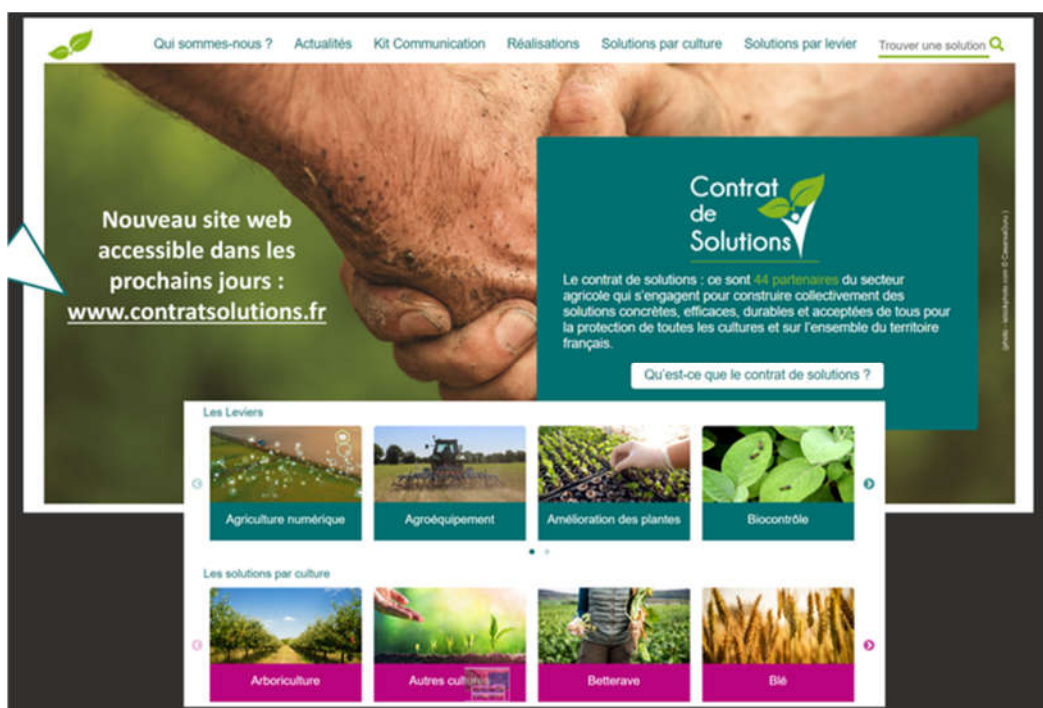 Qui sommes-nous ? Actualités Kit Communication Réalisations Solutions par culture Solutions par levier Trouver une solution
Nouveau site web
accessible dans les
prochains jours :
www.contratsolutions.fr
Contrat
de
Solutions
Le contrat de solutions : ce sont 44 partenaires du secteur
agricole qui s'engagent pour construire collectivement des
solutions concrètes, efficaces, durables et acceptées de tous pour
la protection de toutes les cultures et sur l'ensemble du territoire
français.
Qu'est-ce que le contrat de solutions ?
Les Leviers
Agriculture numérique Agroéquipement Amélioration des plantes Biocontrôle
Les solutions par culture
Arboriculture Autres cultures Betterave Blé